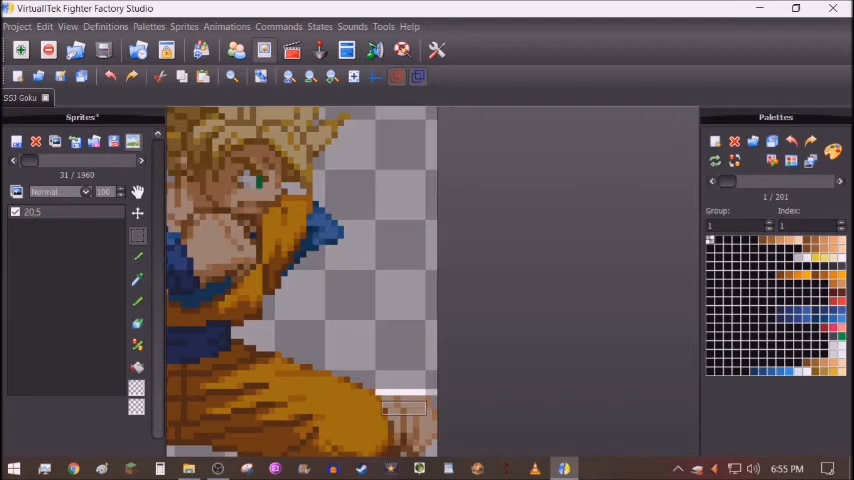 VirtuallTek Fighter Factory Studio
Project Edit View Definitions Palettes Sprites Animations Commands States Sounds Tools Help
SSJ Goku
Sprites*
31 / 1960
Normal 100
20,5
Palettes
1 / 201
Group: Index:
1 1
6:55 PM